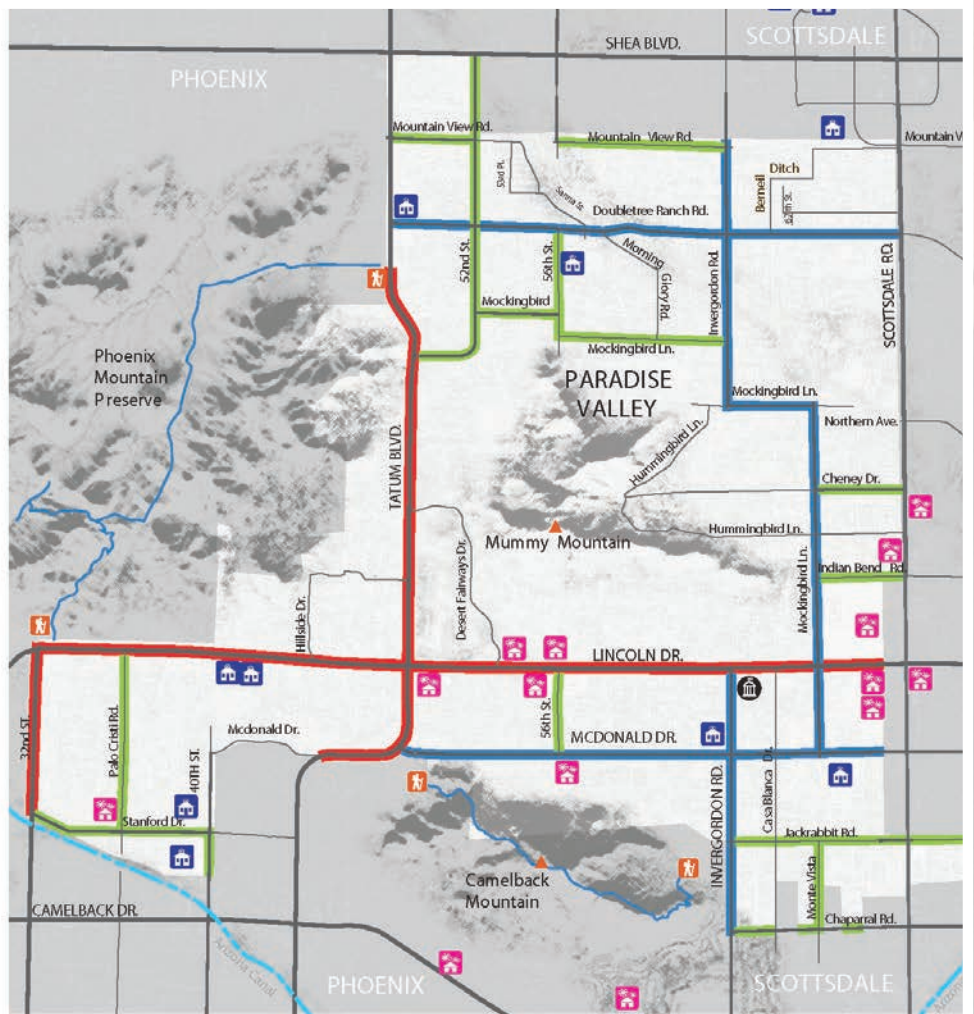 SHEA BLVD.
SCOTTSDALE
PHOENIX
Mountain View Rd.
Mountain View Rd.
Mountain V
Ditch
Berneil
53rd Pl.
62th St.
Doubletree Ranch Rd.
Morning
Glory Rd.
52nd St.
56th St.
Invergordon Rd.
SCOTTSDALE RD.
Mockingbird
Mockingbird Ln.
Phoenix
Mountain
Preserve
PARADISE
VALLEY
Mockingbird Ln.
Northern Ave.
TATUM BLVD.
Hummingbird Ln.
Cheney Dr.
Hummingbird Ln.
Mummy Mountain
Desert Fairways Dr.
Mockingbird Ln.
Indian Bend Rd.
Hillside Dr.
LINCOLN DR.
32nd ST.
Palo Cristi Rd.
Mcdonald Dr.
40TH ST.
56th St.
MCDONALD DR.
Casa Blanca Dr.
INVERGORDON RD.
Stanford Dr.
Jackrabbit Rd.
Camelback
Mountain
Monte Vista
Chaparral Rd.
CAMELBACK DR.
Arizona Canal
PHOENIX
SCOTTSDALE